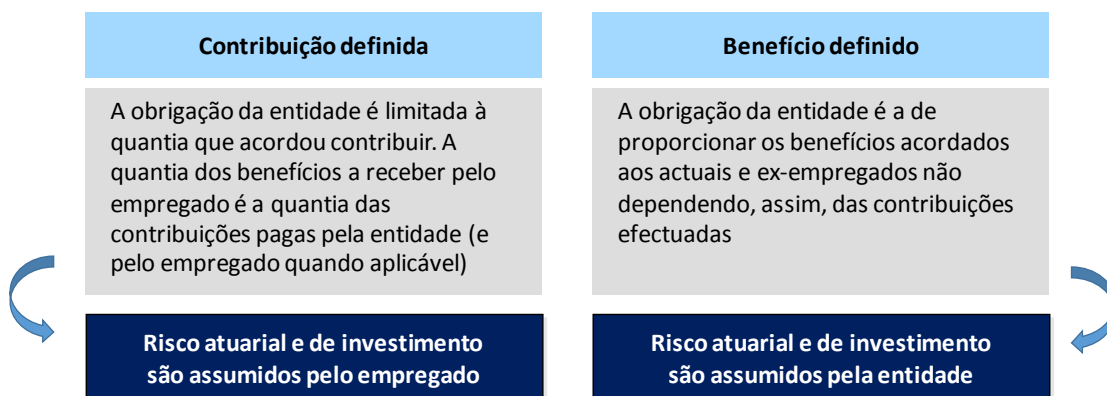 Contribuição definida
A obrigação da entidade é limitada à
quantia que acordou contribuir. A
quantia dos benefícios a receber pelo
empregado é a quantia das
contribuições pagas pela entidade (e
pelo empregado quando aplicável)
Risco atuarial e de investimento
são assumidos pelo empregado
Benefício definido
A obrigação da entidade é a de
proporcionar os benefícios acordados
aos actuais e ex-empregados não
dependendo, assim, das contribuições
efectuadas
Risco atuarial e de investimento
são assumidos pela entidade